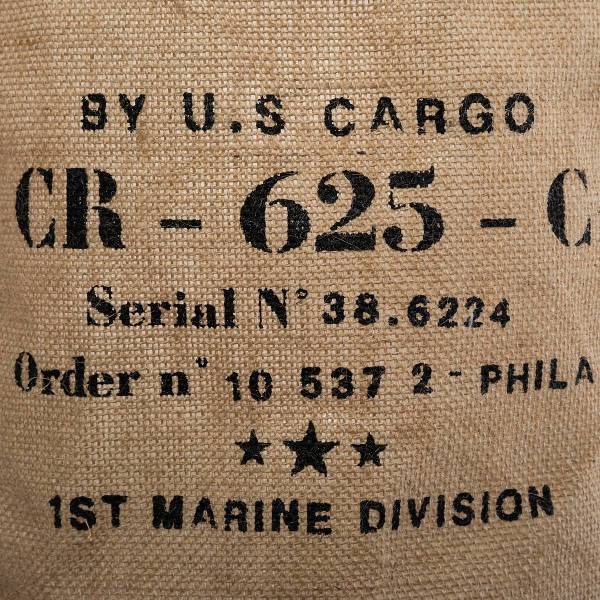 BY U.S CARGO
CR - 625 - C
Serial N° 38.6224
Order n° 10 537 2 - PHILA
1ST MARINE DIVISION